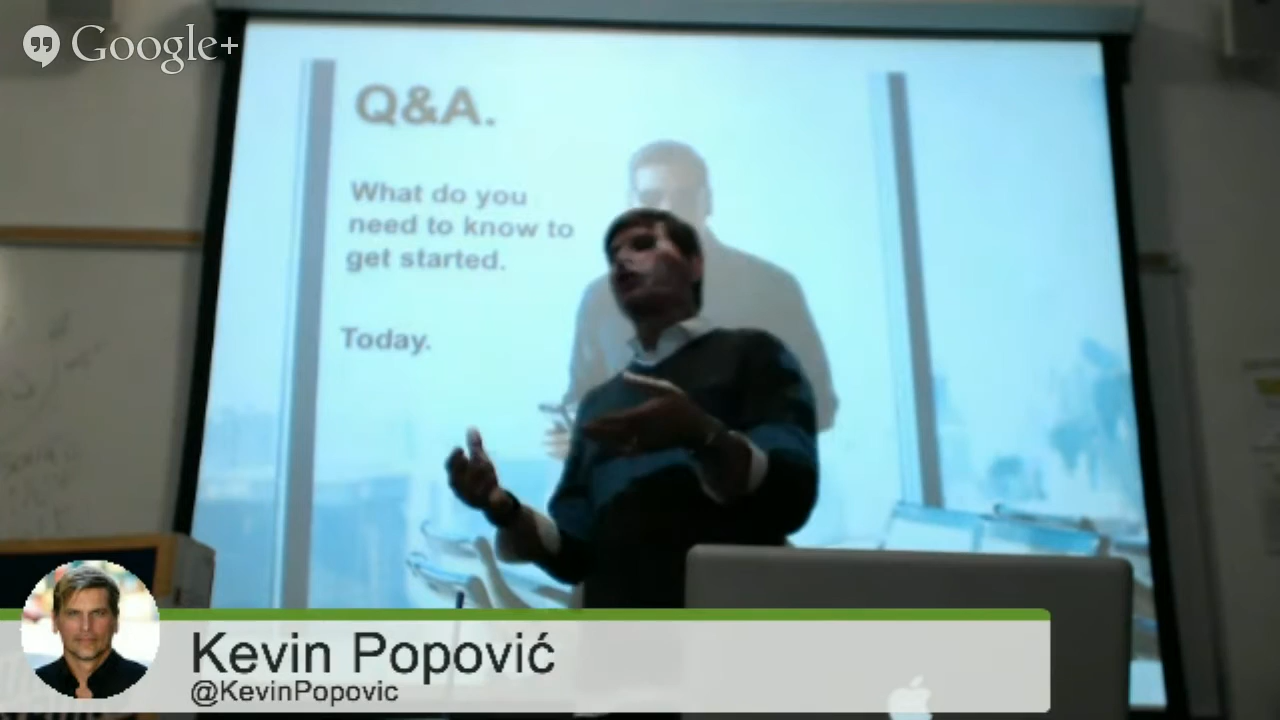 Google+
Q&A.
What do you
need to know to
get started.
Today.
Kevin Popović
@KevinPopovic